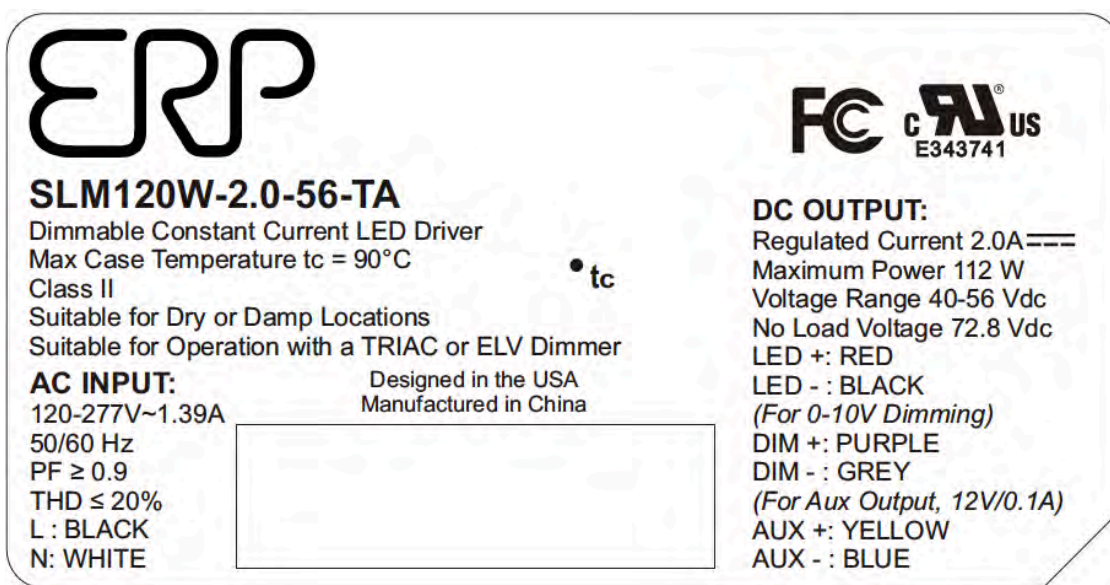 ERP
SLM120W-2.0-56-TA
Dimmable Constant Current LED Driver
Max Case Temperature tc = 90°C
Class II
Suitable for Dry or Damp Locations
Suitable for Operation with a TRIAC or ELV Dimmer
• tc
AC INPUT:
120-277V~1.39A
50/60 Hz
PF ≥ 0.9
THD ≤ 20%
L : BLACK
N: WHITE
Designed in the USA
Manufactured in China
FC c RU ® US
E343741
DC OUTPUT:
Regulated Current 2.0A⎓
Maximum Power 112 W
Voltage Range 40-56 Vdc
No Load Voltage 72.8 Vdc
LED +: RED
LED - : BLACK
(For 0-10V Dimming)
DIM +: PURPLE
DIM - : GREY
(For Aux Output, 12V/0.1A)
AUX +: YELLOW
AUX - : BLUE